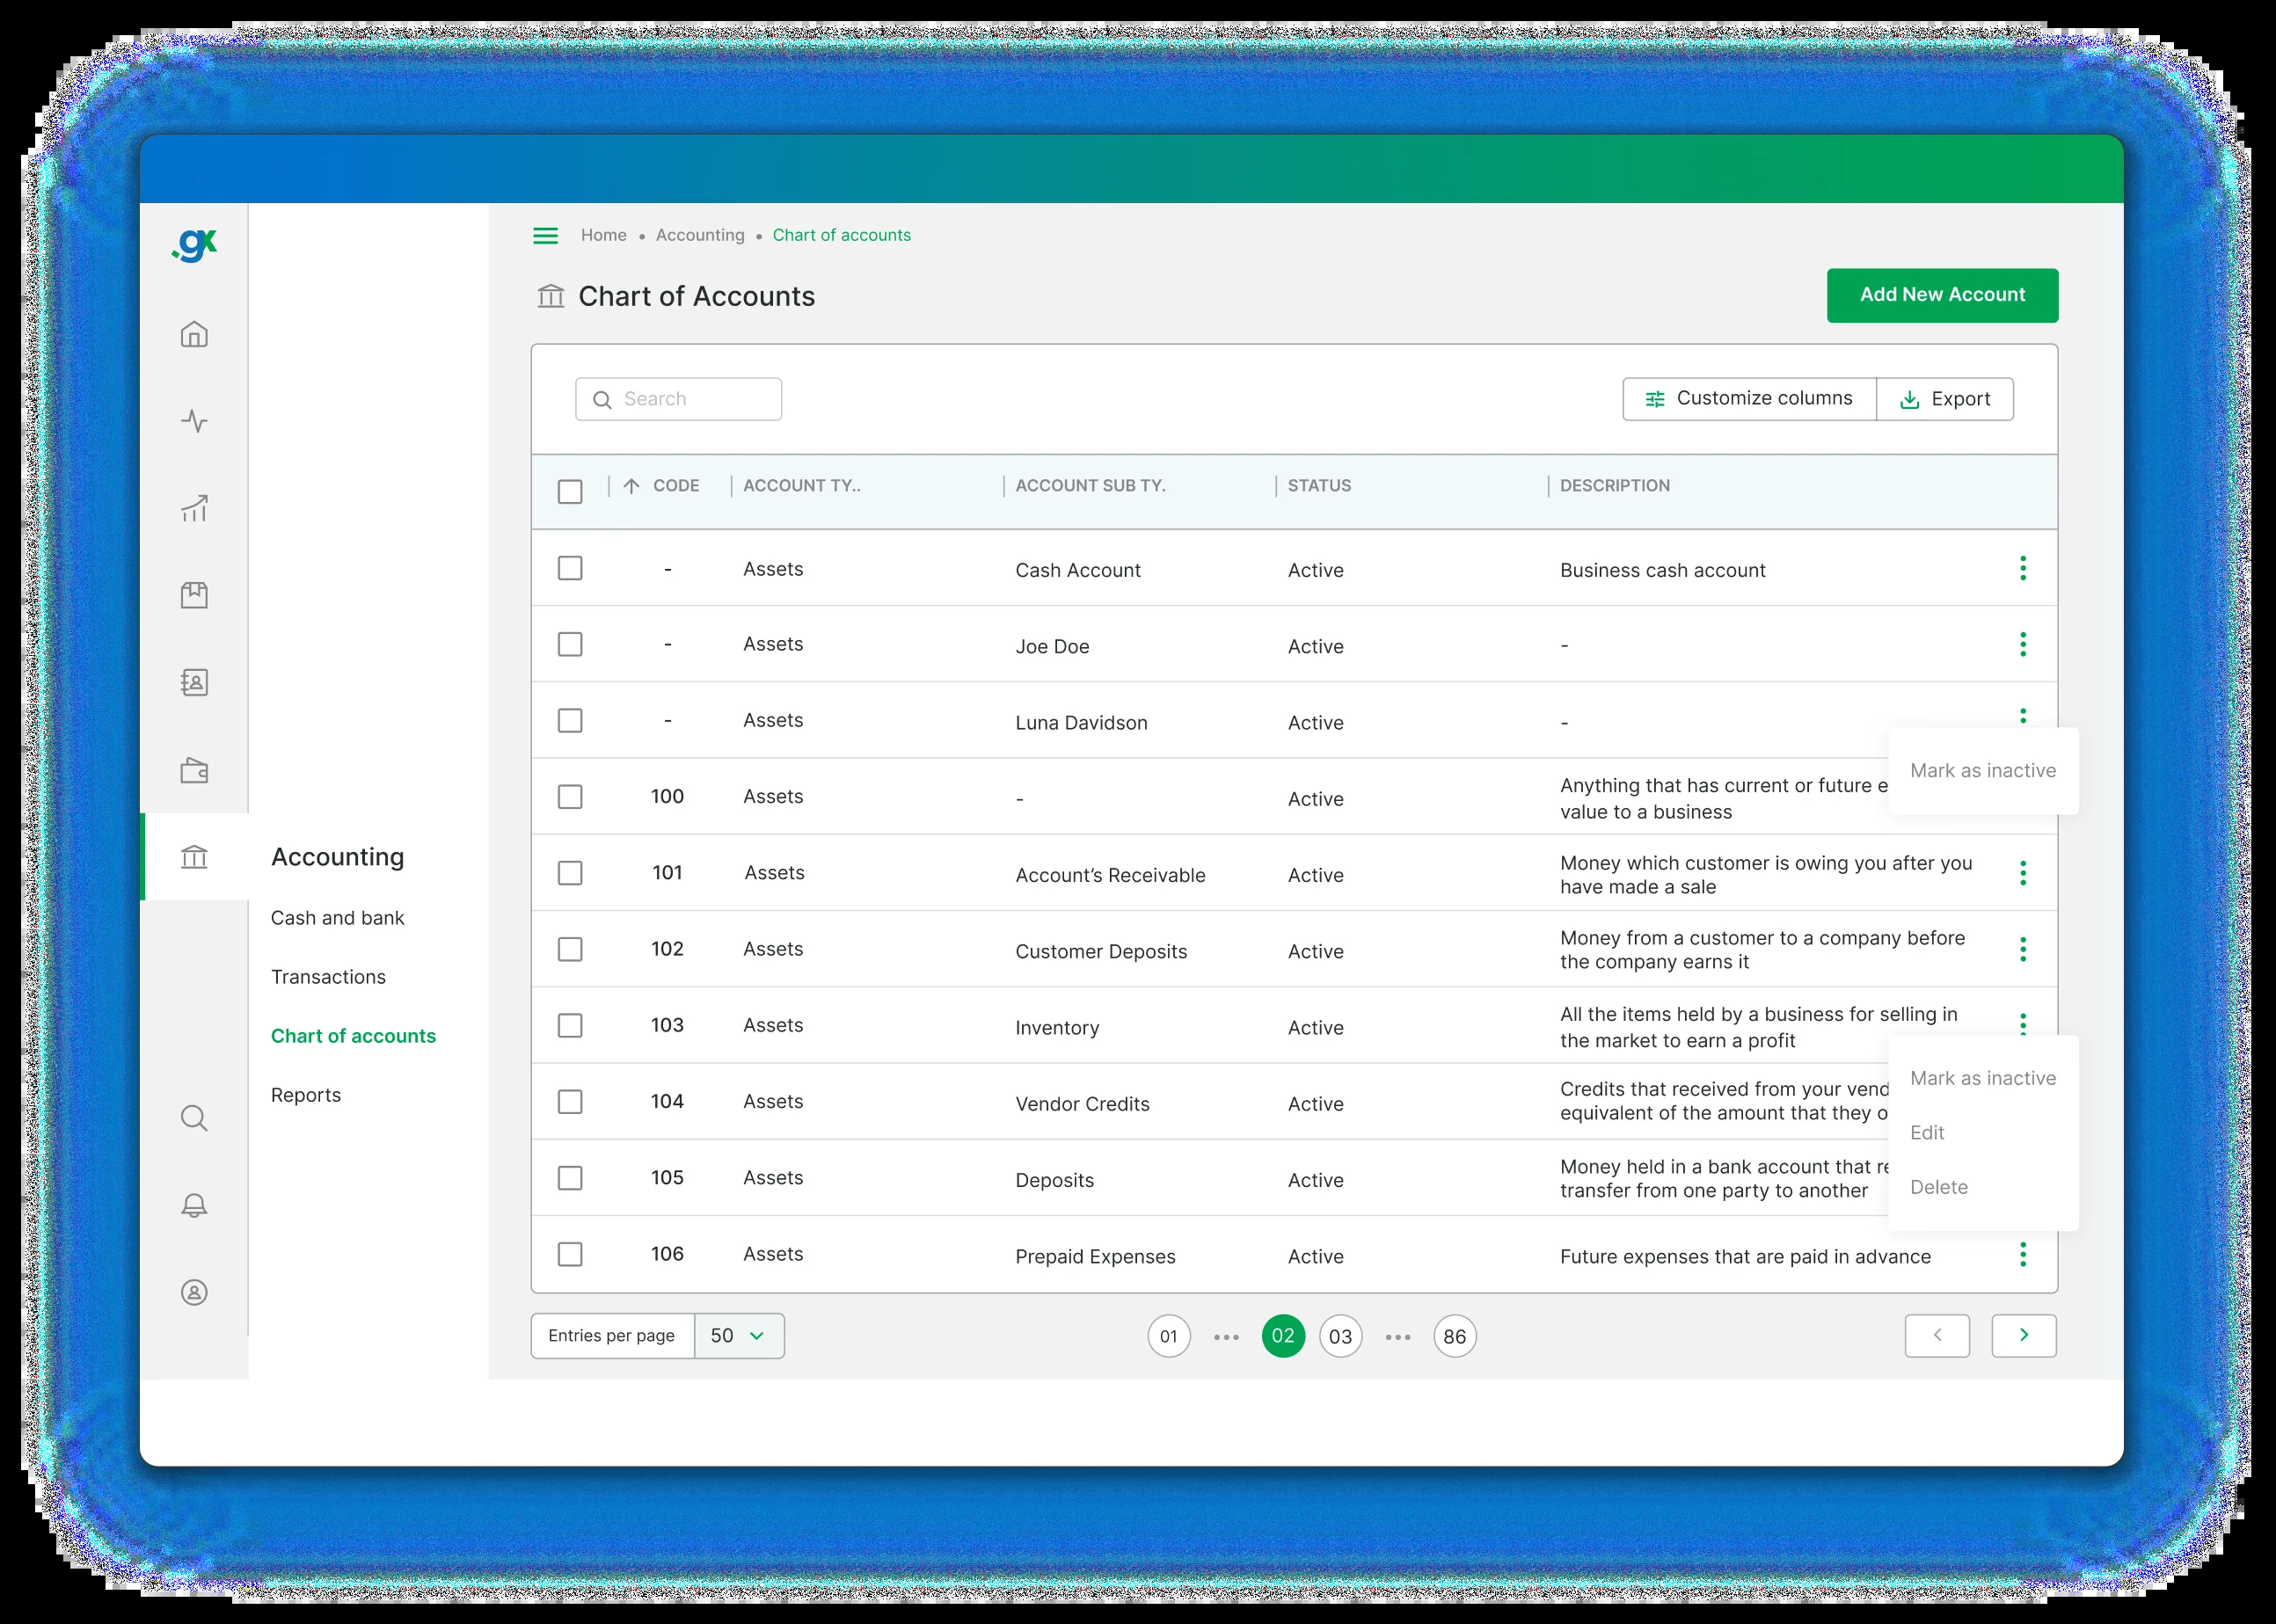 .gx
Home • Accounting • Chart of accounts
Chart of Accounts
Add New Account
Search
Customize columns
Export
CODE ACCOUNT TY.. ACCOUNT SUB TY. STATUS DESCRIPTION
- Assets Cash Account Active Business cash account
- Assets Joe Doe Active -
- Assets Luna Davidson Active -
Mark as inactive
100 Assets - Active Anything that has current or future e
value to a business
101 Assets Account’s Receivable Active Money which customer is owing you after you
have made a sale
102 Assets Customer Deposits Active Money from a customer to a company before
the company earns it
103 Assets Inventory Active All the items held by a business for selling in
the market to earn a profit
Mark as inactive
Edit
Delete
104 Assets Vendor Credits Active Credits that received from your vend
equivalent of the amount that they o
105 Assets Deposits Active Money held in a bank account that re
transfer from one party to another
106 Assets Prepaid Expenses Active Future expenses that are paid in advance
Accounting
Cash and bank
Transactions
Chart of accounts
Reports
Entries per page 50
01 ••• 02 03 ••• 86